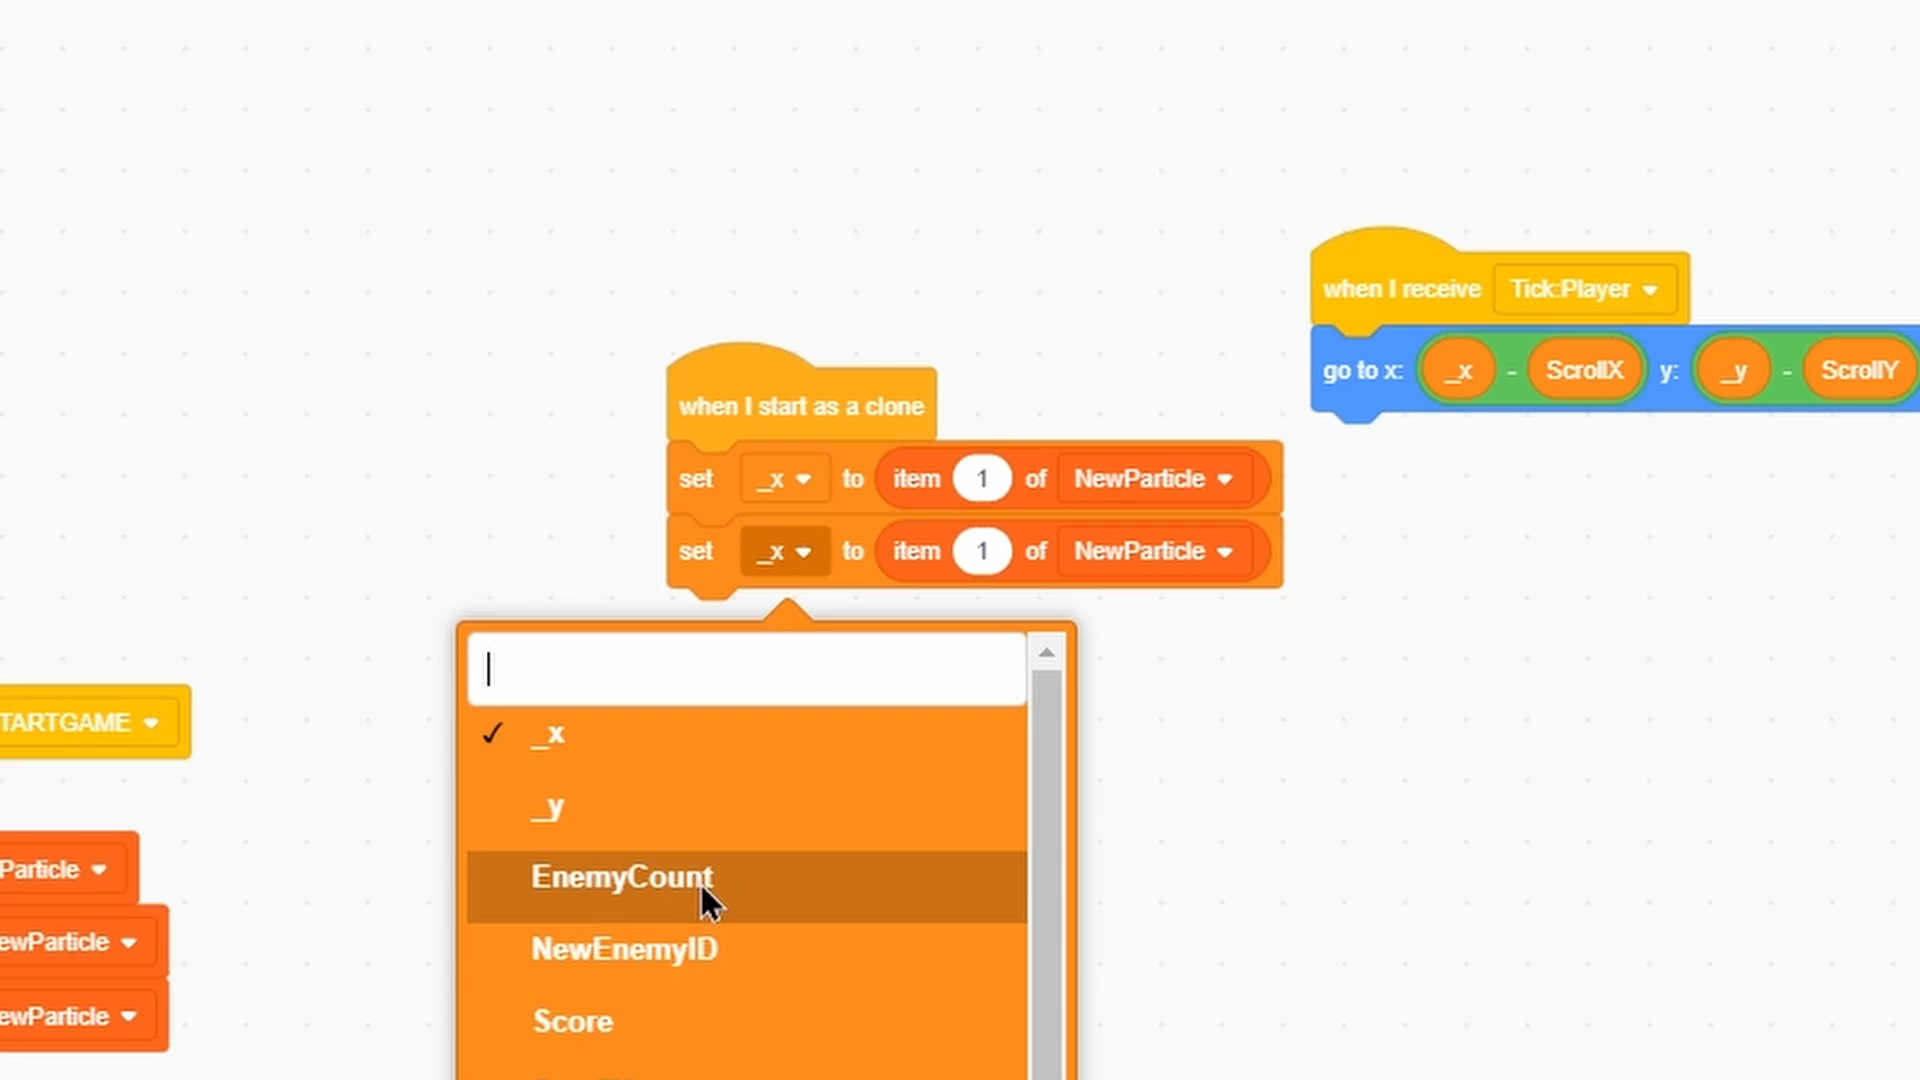 when I receive Tick:Player
go to x: _x - ScrollX y: _y - ScrollY
when I start as a clone
set _x to item 1 of NewParticle
set _x to item 1 of NewParticle
_x
_y
EnemyCount
NewEnemyID
Score
TARTGAME
Particle
ewParticle
ewParticle